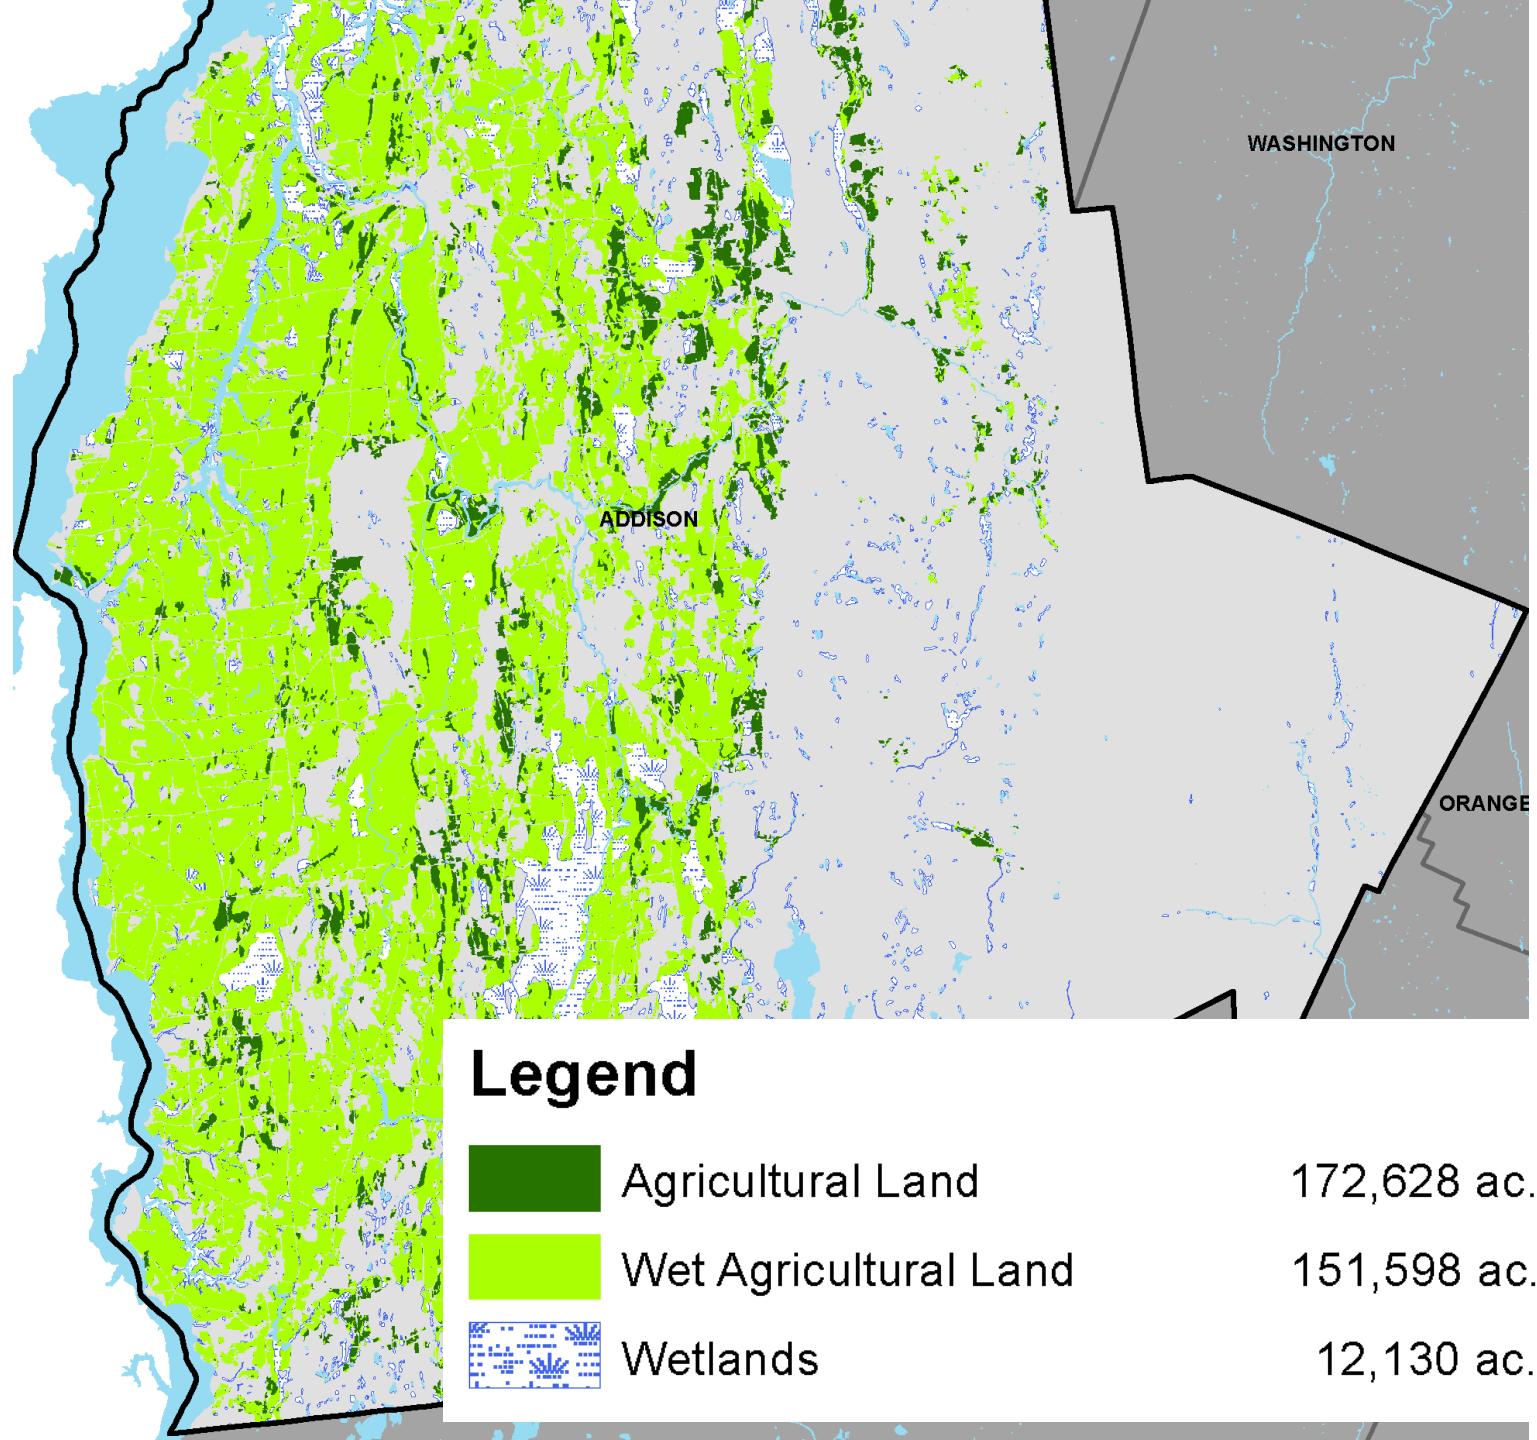 WASHINGTON
ADDISON
ORANGE
Legend
Agricultural Land 172,628 ac.
Wet Agricultural Land 151,598 ac.
Wetlands 12,130 ac.